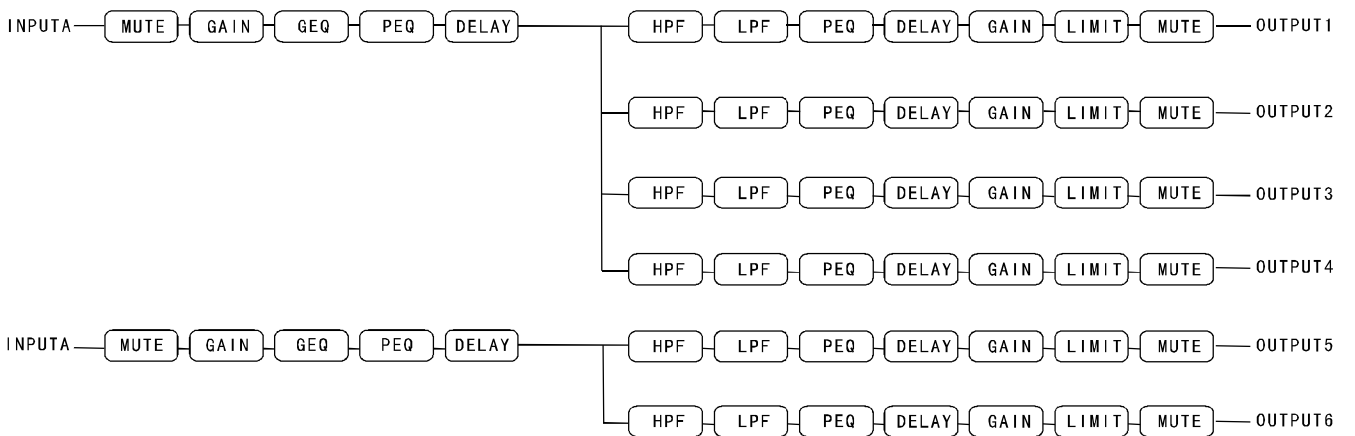 INPUTA MUTE GAIN GEQ PEQ DELAY HPF LPF PEQ DELAY GAIN LIMIT MUTE OUTPUT1
HPF LPF PEQ DELAY GAIN LIMIT MUTE OUTPUT2
HPF LPF PEQ DELAY GAIN LIMIT MUTE OUTPUT3
HPF LPF PEQ DELAY GAIN LIMIT MUTE OUTPUT4
INPUTA MUTE GAIN GEQ PEQ DELAY HPF LPF PEQ DELAY GAIN LIMIT MUTE OUTPUT5
HPF LPF PEQ DELAY GAIN LIMIT MUTE OUTPUT6